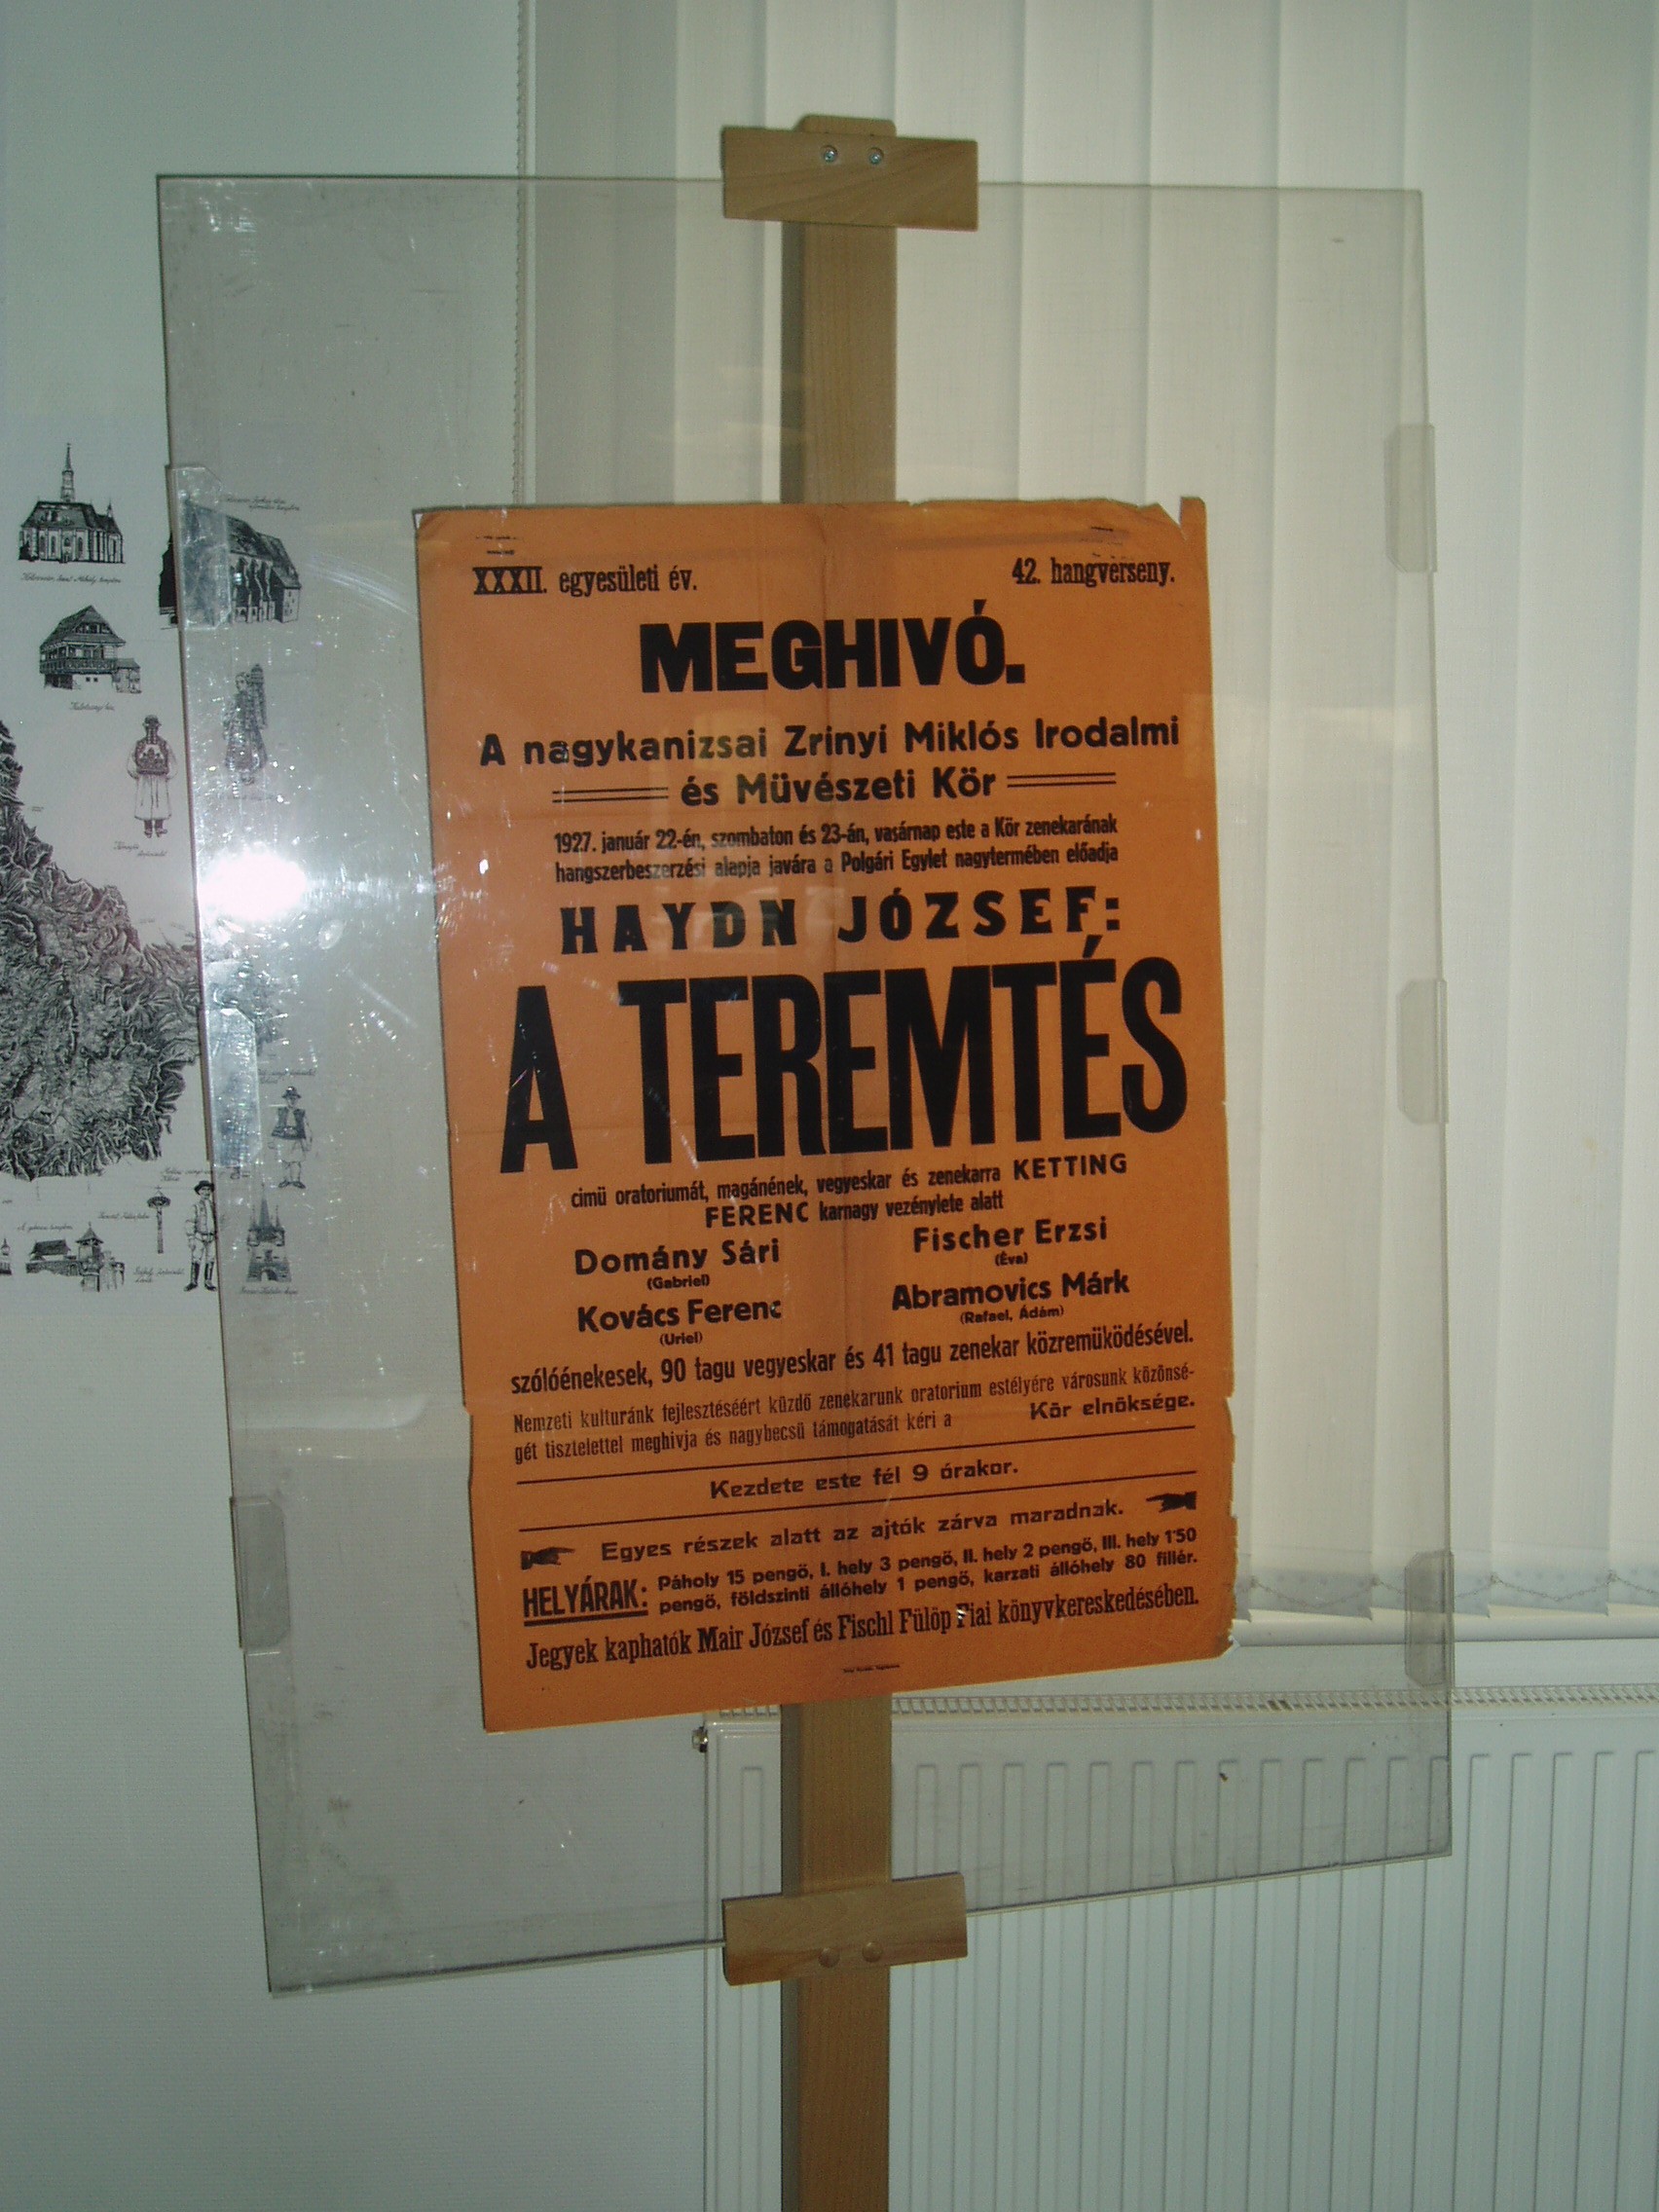 XXXII. egyesületi év.
42. hangverseny.
MEGHIVÓ.
A nagykanizsai Zrinyi Miklós Irodalmi
és Müvészeti Kör
1927. január 22-én, szombaton és 23-án, vasárnap este a Kör zenekarának
hangszerbeszerzési alapja javára a Polgári Egylet nagytermében előadja
HAYDN JÓZSEF:
A TEREMTÉS
cimü oratoriumát, magánének, vegyeskar és zenekarra KETTING
FERENC karnagy vezénylete alatt
Domány Sári
(Gabriel)
Fischer Erzsi
(Éva)
Kovács Ferenc
(Uriel)
Abramovics Márk
(Rafael, Ádám)
szólóénekesek, 90 tagu vegyeskar és 41 tagu zenekar közremüködésével.
Nemzeti kulturánk fejlesztéséért küzdő zenekarunk oratorium estélyére városunk közönsé-
gét tisztelettel meghivja és nagybecsü támogatását kéri a Kör elnöksége.
Kezdete este fél 9 órakor.
Egyes részek alatt az ajtók zárva maradnak.
HELYÁRAK: Páholy 15 pengő, I. hely 3 pengő, II. hely 2 pengő, III. hely 1·50
pengő, földszinti állóhely 1 pengő, karzati állóhely 80 fillér.
Jegyek kaphatók Mair József és Fischl Fülöp Fiai könyvkereskedésében.